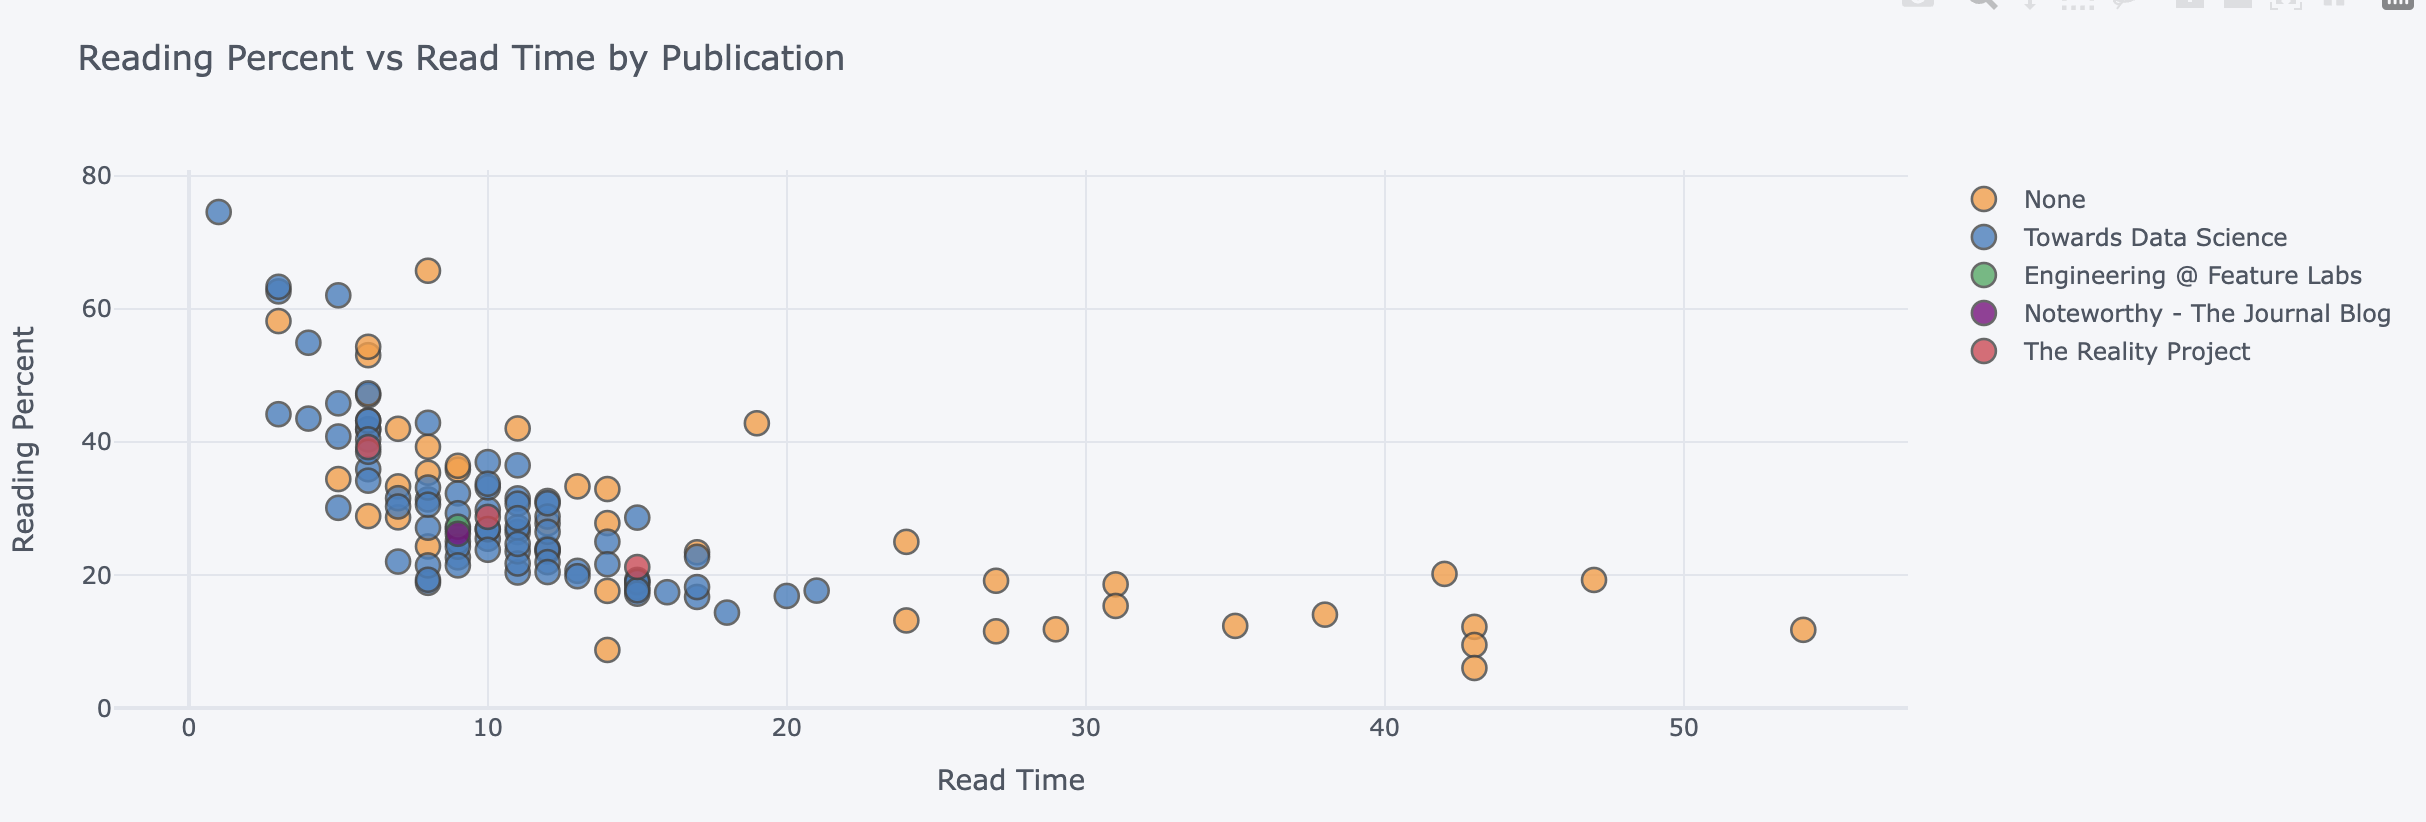 Reading Percent vs Read Time by Publication
80
60
40
20
0
Reading Percent
0 10 20 30 40 50
Read Time
None
Towards Data Science
Engineering @ Feature Labs
Noteworthy - The Journal Blog
The Reality Project